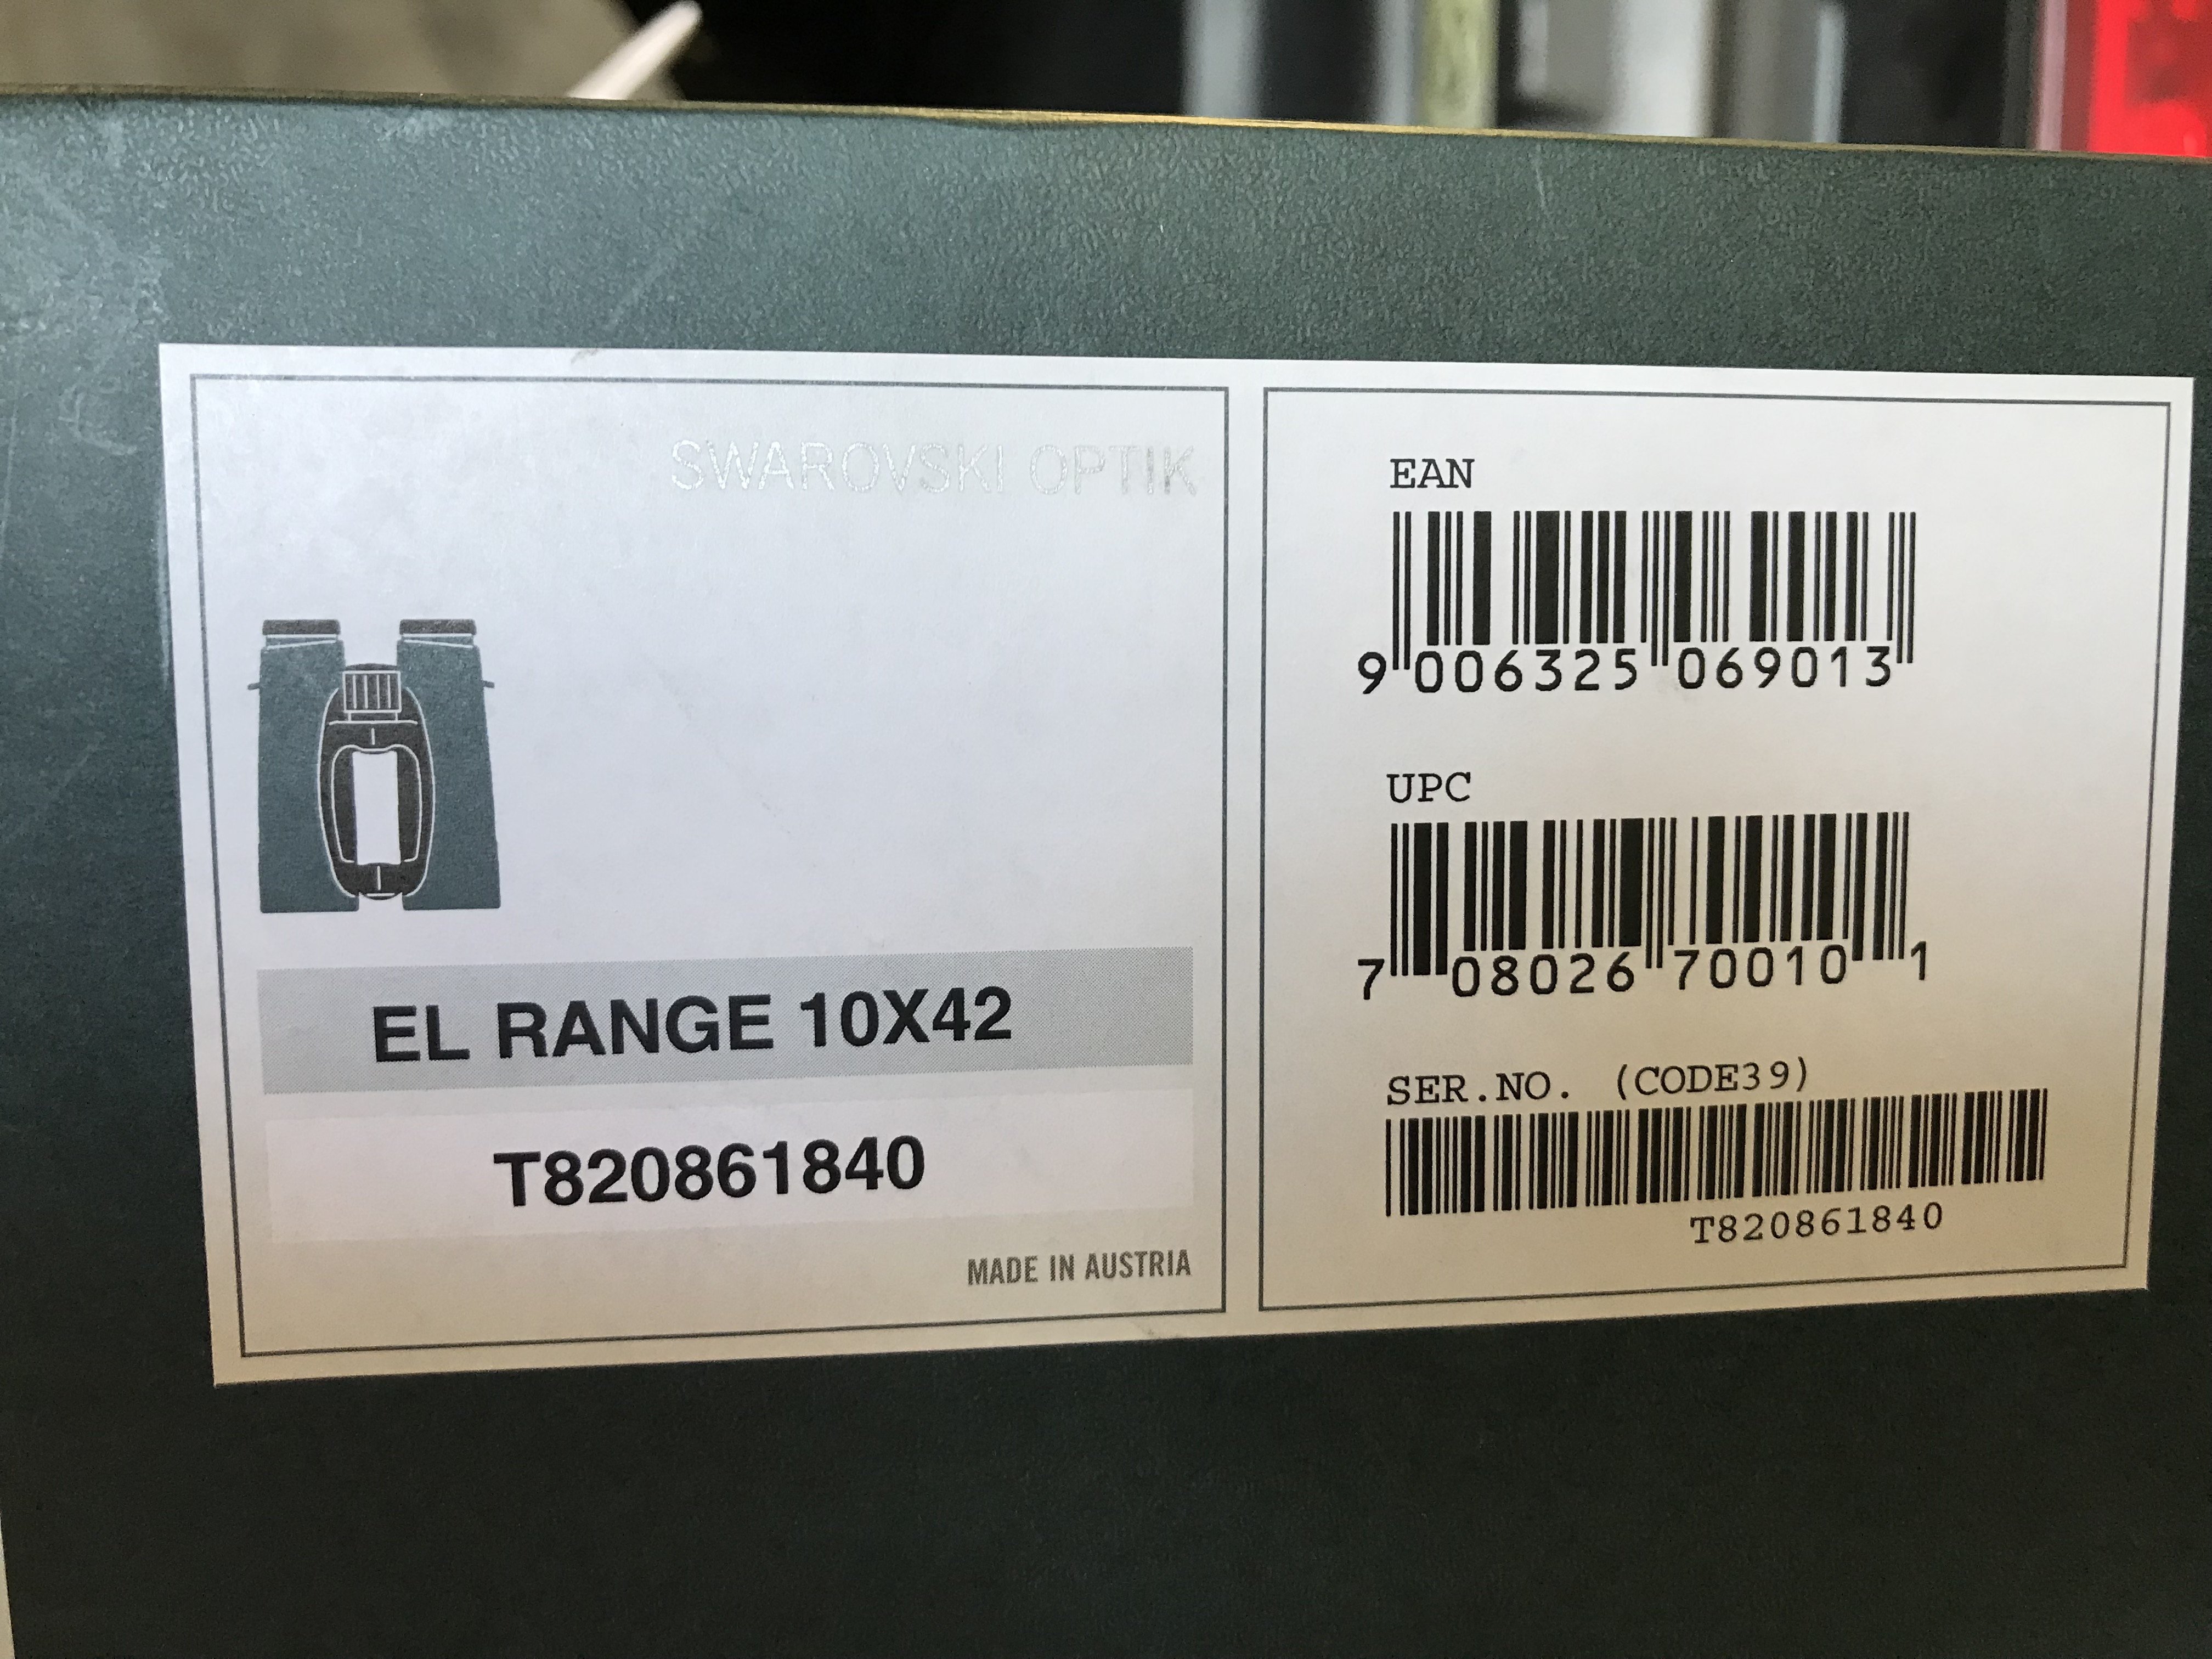 SWAROVSKI OPTIK
EL RANGE 10X42
T820861840
MADE IN AUSTRIA
EAN
9 006325 069013
UPC
7 08026 70010 1
SER.NO. (CODE39)
T820861840